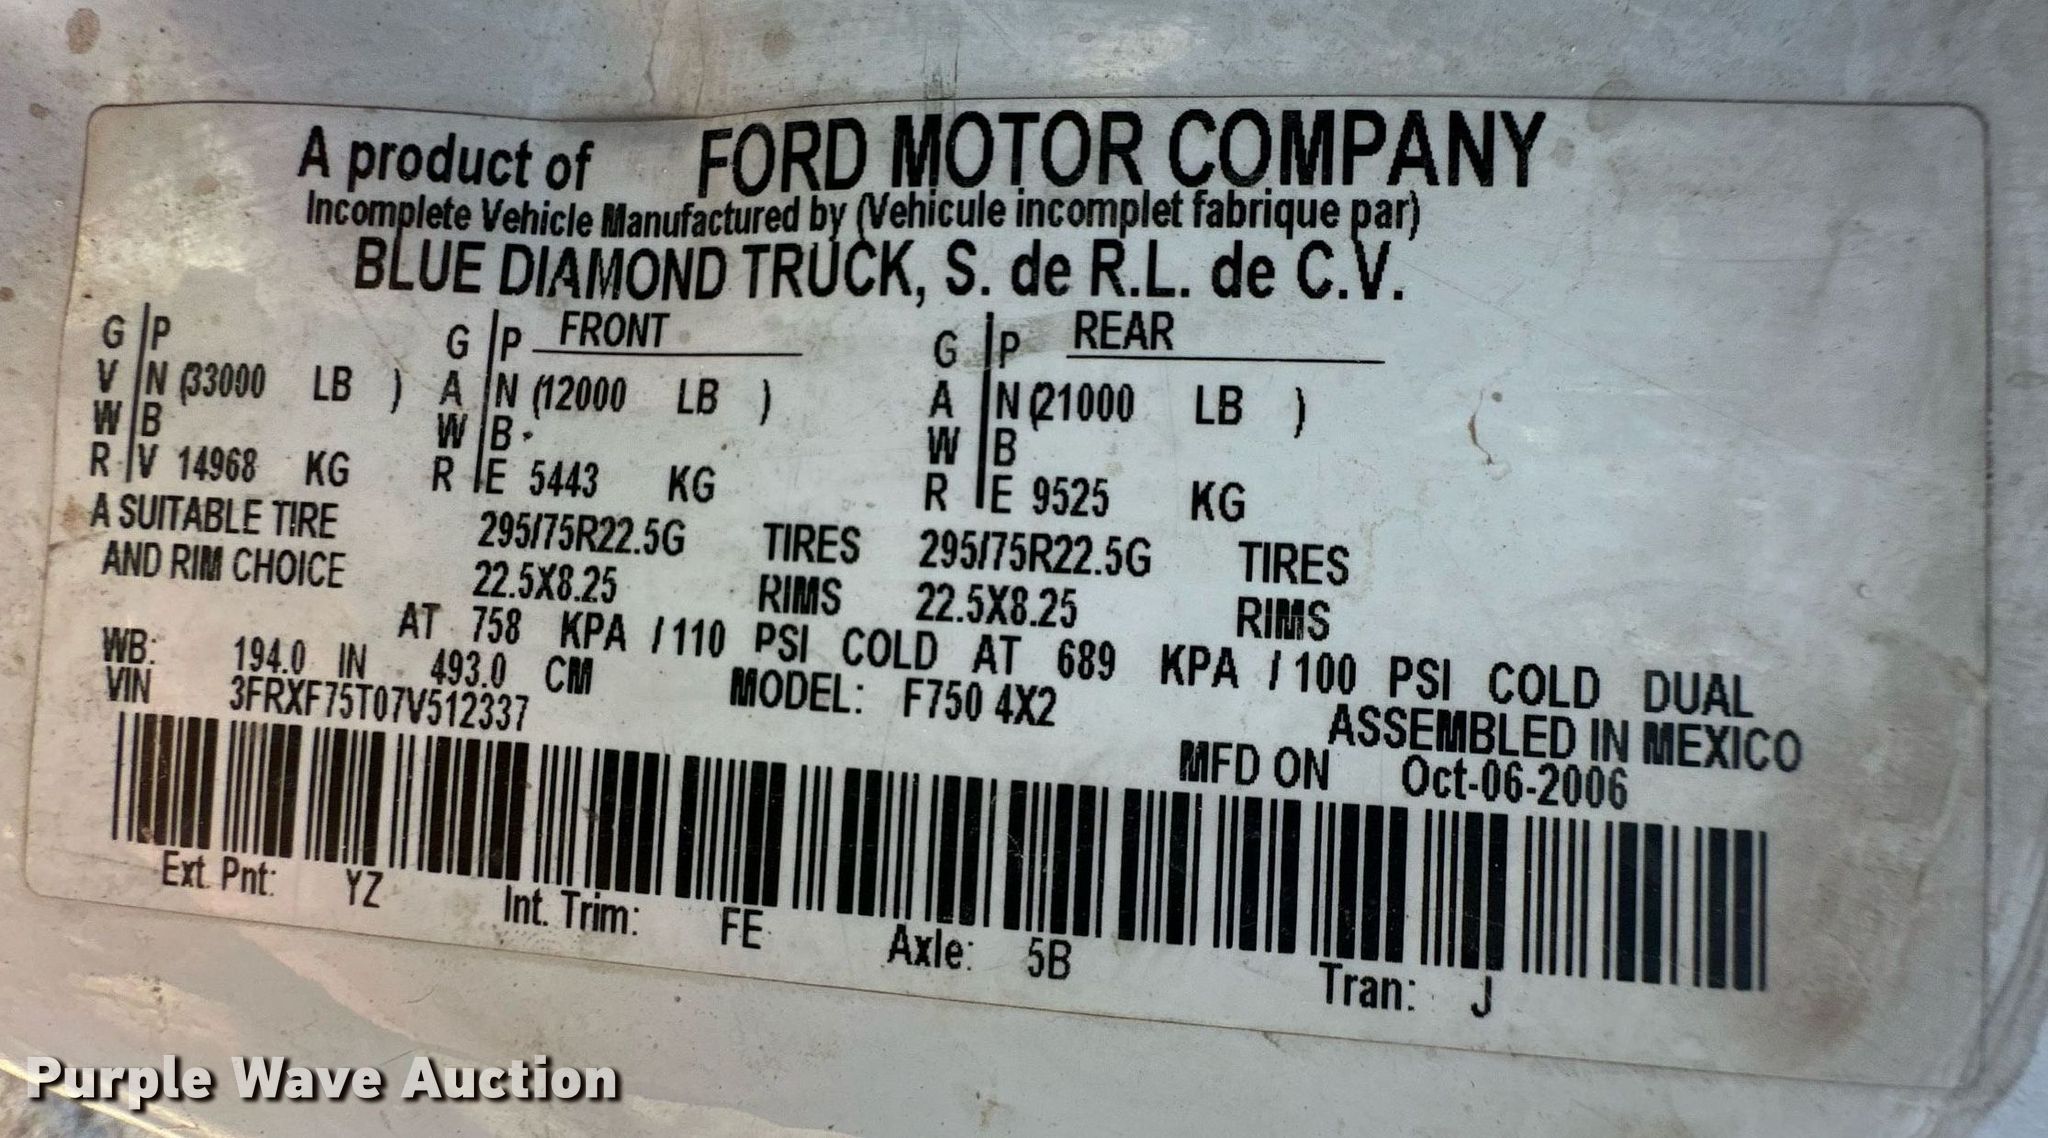 A product of FORD MOTOR COMPANY
Incomplete Vehicle Manufactured by (Vehicule incomplet fabrique par)
BLUE DIAMOND TRUCK, S. de R.L. de C.V.
G P G P FRONT G P REAR
V N (33000 LB ) A N (12000 LB ) A N (21000 LB )
W B W B W B
R V 14968 KG R E 5443 KG R E 9525 KG
A SUITABLE TIRE 295/75R22.5G TIRES 295/75R22.5G TIRES
AND RIM CHOICE 22.5X8.25 RIMS 22.5X8.25 RIMS
AT 758 KPA / 110 PSI COLD AT 689 KPA / 100 PSI COLD DUAL
WB: 194.0 IN 493.0 CM MODEL: F750 4X2 ASSEMBLED IN MEXICO
VIN 3FRXF75T07V512337 MFD ON Oct-06-2006
Ext. Pnt: YZ Int. Trim: FE Axle: 5B Tran: J
Purple Wave Auction